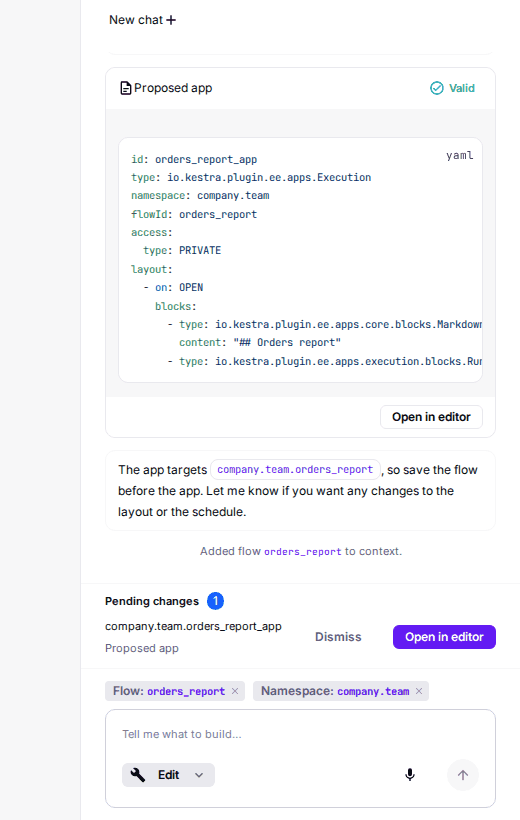 New chat +
Proposed app
Valid
yaml
id: orders_report_app
type: io.kestra.plugin.ee.apps.Execution
namespace: company.team
flowId: orders_report
access:
  type: PRIVATE
layout:
  - on: OPEN
    blocks:
      - type: io.kestra.plugin.ee.apps.core.blocks.Markdown
        content: "## Orders report"
      - type: io.kestra.plugin.ee.apps.execution.blocks.Ru
Open in editor
The app targets company.team.orders_report , so save the flow
before the app. Let me know if you want any changes to the
layout or the schedule.
Added flow orders_report to context.
Pending changes 1
company.team.orders_report_app
Proposed app
Dismiss
Open in editor
Flow: orders_report ×
Namespace: company.team ×
Tell me what to build...
Edit